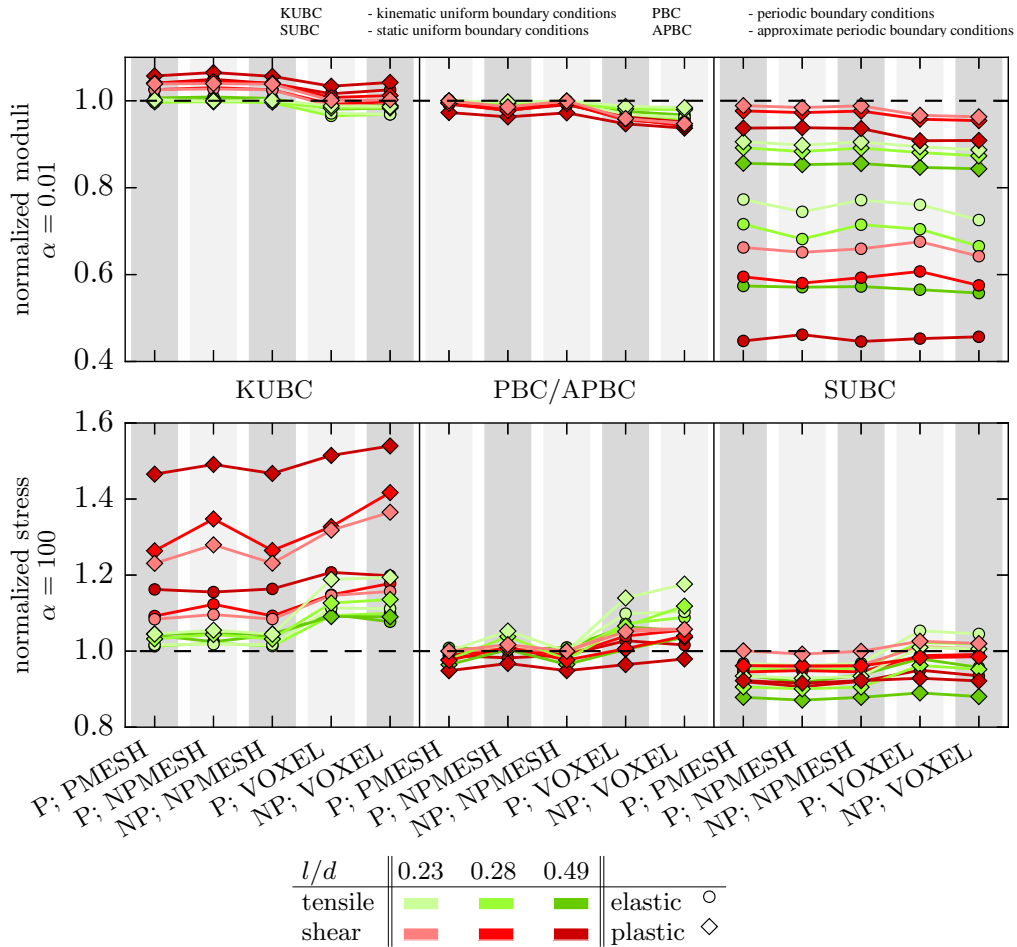 KUBC - kinematic uniform boundary conditions PBC - periodic boundary conditions
SUBC - static uniform boundary conditions APBC - approximate periodic boundary conditions
normalized moduli
α = 0.01
1.0
0.8
0.6
0.4
KUBC PBC/APBC SUBC
normalized stress
α = 100
1.6
1.4
1.2
1.0
0.8
P; PMESH
P; NPMESH
NP; NPMESH
P; VOXEL
NP; VOXEL
P; PMESH
P; NPMESH
NP; NPMESH
P; VOXEL
NP; VOXEL
P; PMESH
P; NPMESH
NP; NPMESH
P; VOXEL
NP; VOXEL
l/d 0.23 0.28 0.49
tensile elastic
shear plastic